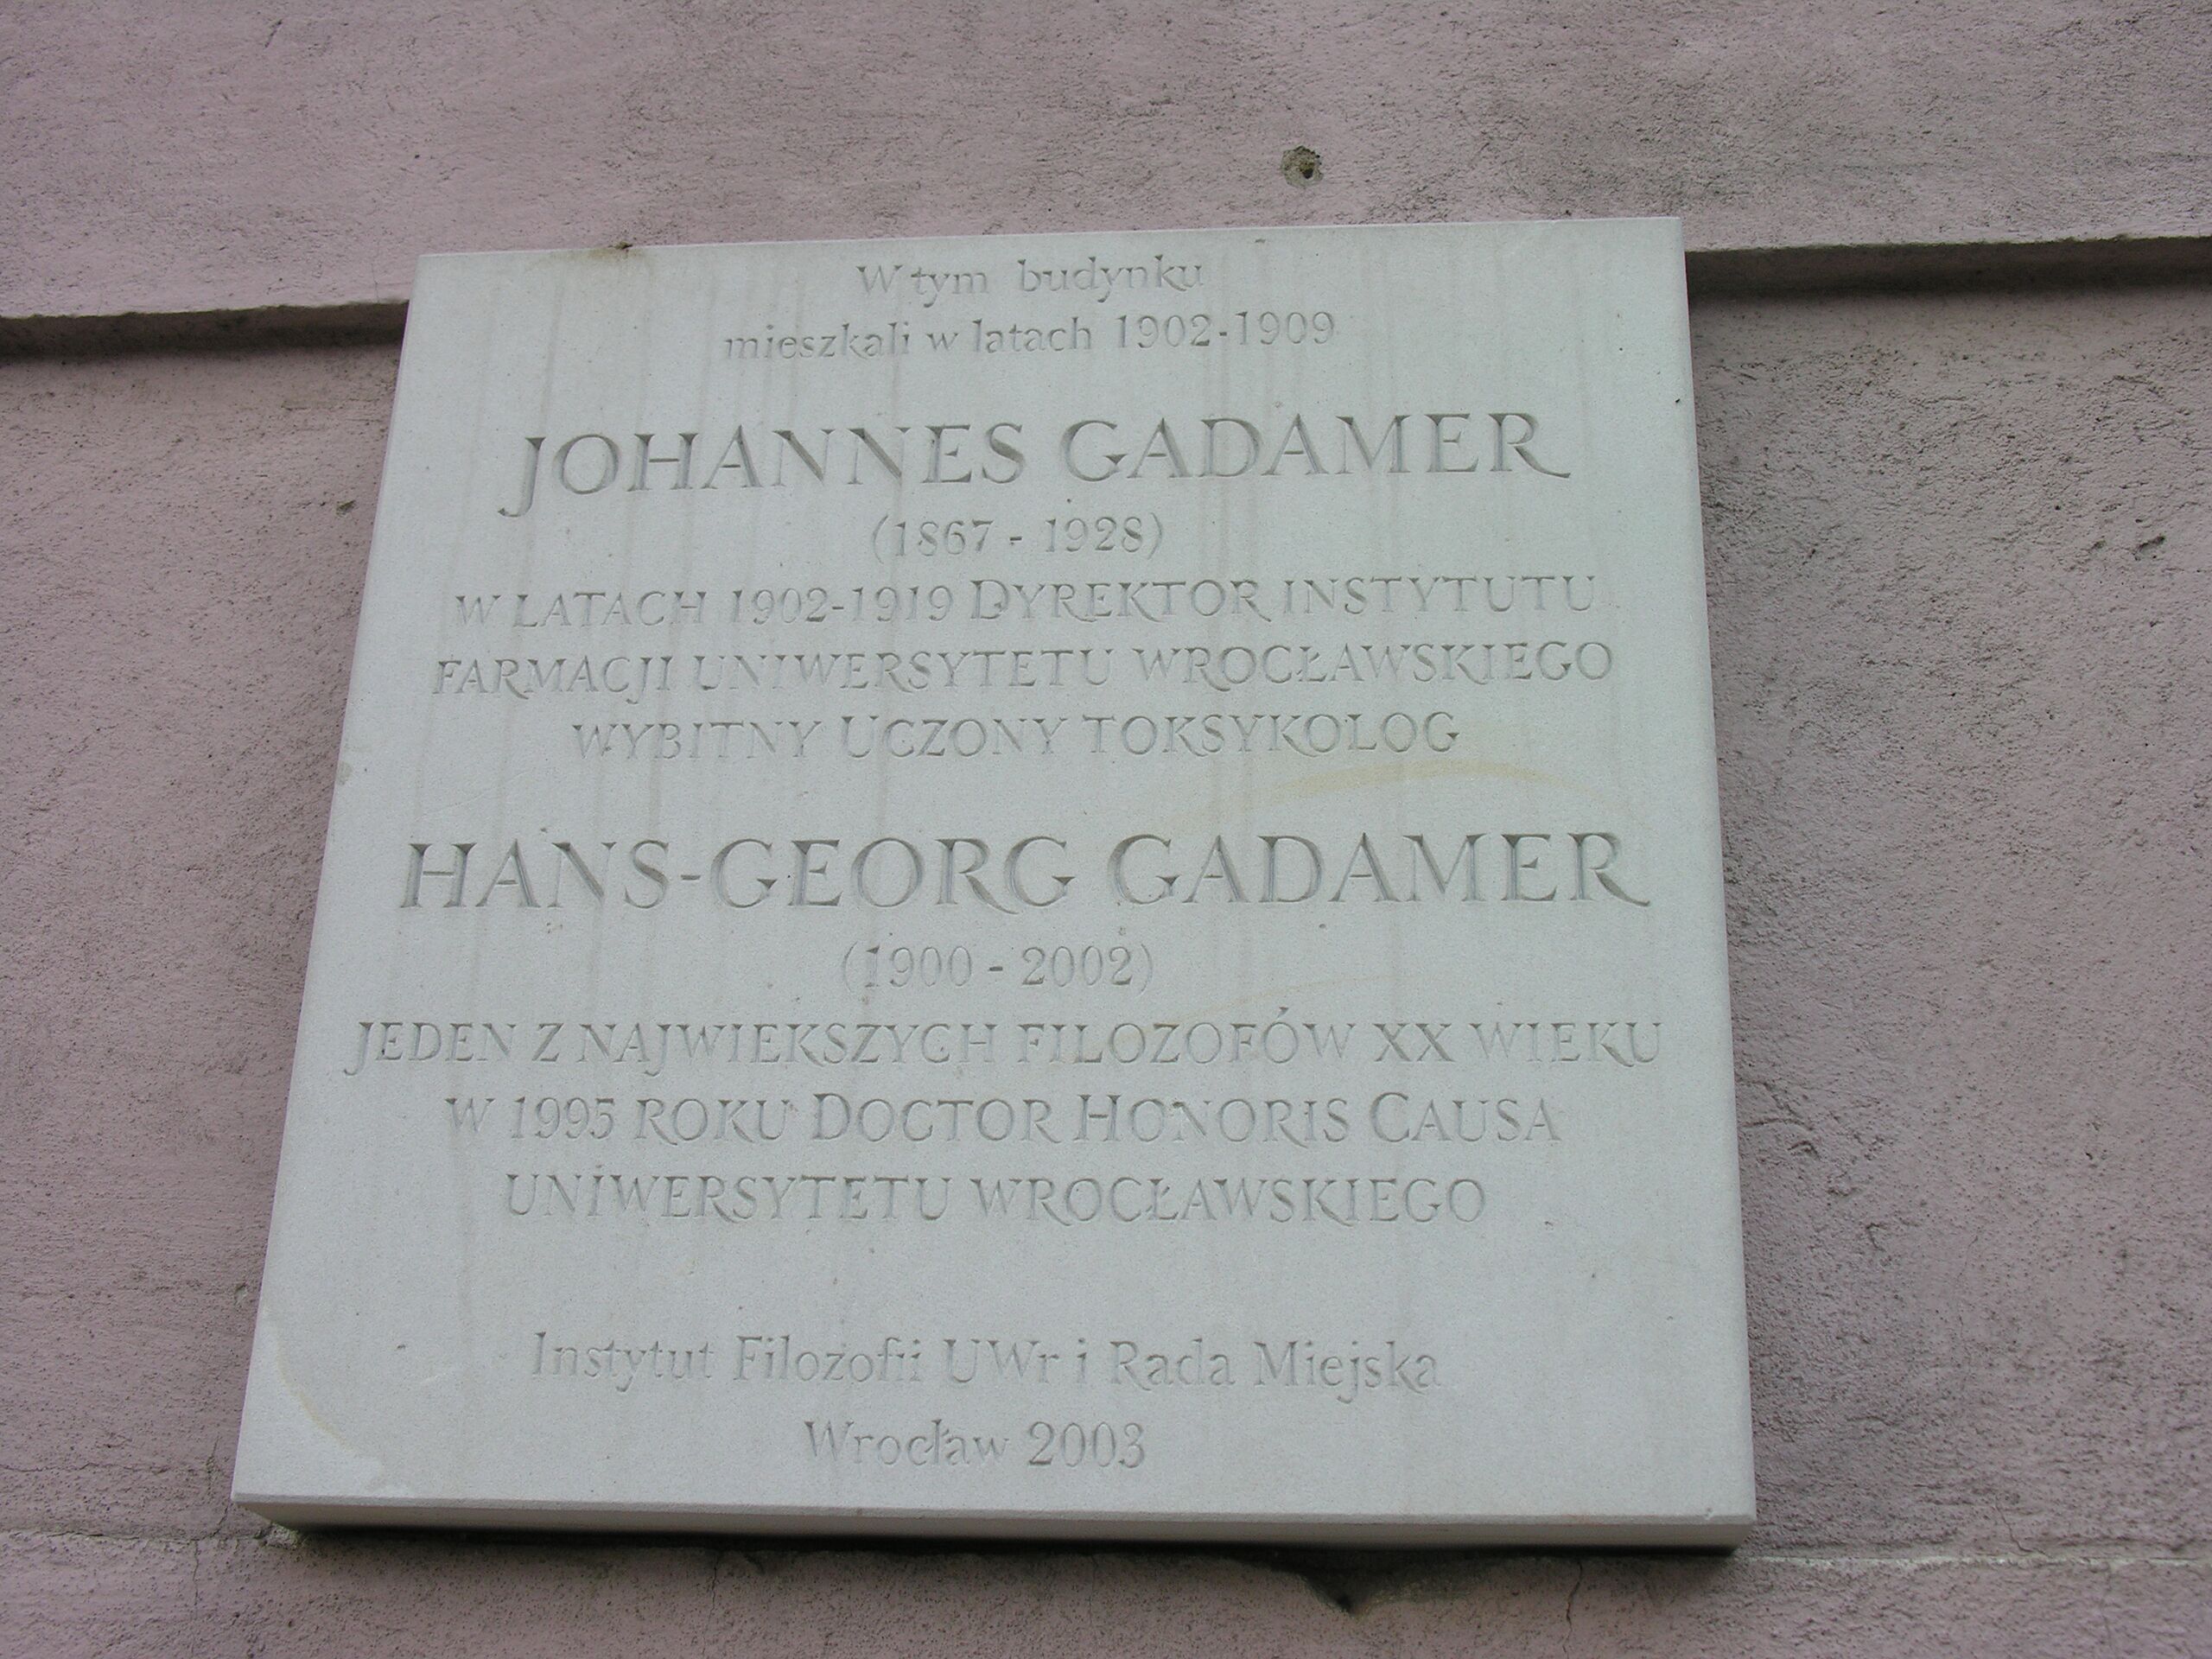 W tym budynku
mieszkali w latach 1902-1909
JOHANNES GADAMER
(1867 - 1928)
W LATACH 1902-1919 DYREKTOR INSTYTUTU
FARMACJI UNIWERSYTETU WROCŁAWSKIEGO
WYBITNY UCZONY TOKSYKOLOG
HANS-GEORG GADAMER
(1900 - 2002)
JEDEN Z NAJWIEKSZYCH FILOZOFÓW XX WIEKU
W 1995 ROKU DOCTOR HONORIS CAUSA
UNIWERSYTETU WROCŁAWSKIEGO
Instytut Filozofii UWr i Rada Miejska
Wrocław 2003